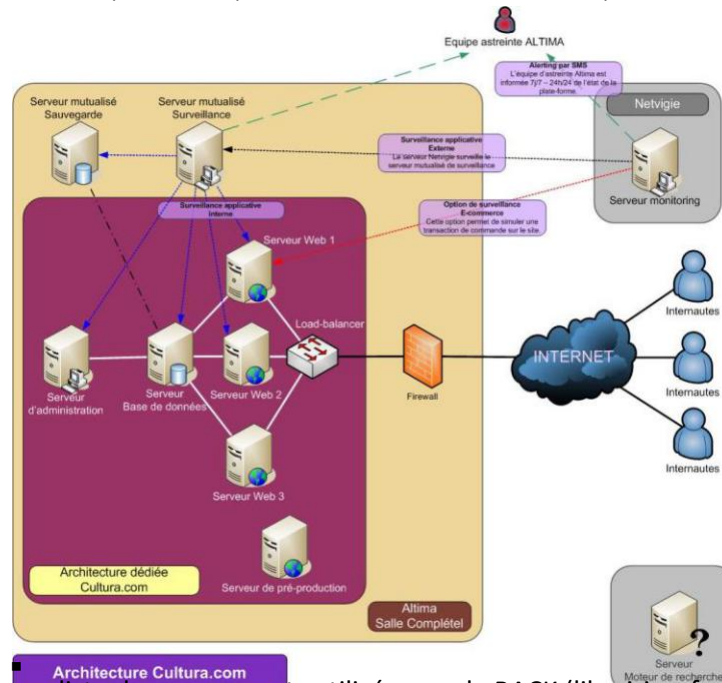 Equipe astreinte ALTIMA
Alerting par SMS
L'équipe d'astreinte Altima est
informée 7j/7 – 24h/24 de l'état de la
plate-forme.
Netvigie
Serveur monitoring
Serveur mutualisé
Sauvegarde
Serveur mutualisé
Surveillance
Surveillance applicative
Externe
Le serveur Netvigie surveille le
serveur mutualisé de surveillance
Surveillance applicative
Interne
Option de surveillance
E-commerce
Cette option permet de simuler une
transaction de commande sur le site
Serveur Web 1
Load-balancer
Serveur
d'administration
Serveur
Base de données
Serveur Web 2
Serveur Web 3
Serveur de pré-production
Firewall
INTERNET
Internautes
Internautes
Internautes
Architecture dédiée
Cultura.com
Altima
Salle Complétel
Architecture Cultura.com
Serveur
Moteur de recherche
?